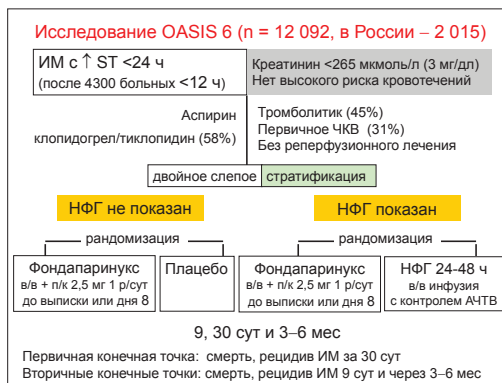 Исследование OASIS 6 (n = 12 092, в России – 2 015)
ИМ с ↑ ST <24 ч
(после 4300 больных <12 ч)
Креатинин <265 мкмоль/л (3 мг/дл)
Нет высокого риска кровотечений
Аспирин
клопидогрел/тиклопидин (58%)
Тромболитик (45%)
Первичное ЧКВ (31%)
Без реперфузионного лечения
двойное слепое стратификация
НФГ не показан
НФГ показан
рандомизация
рандомизация
Фондапаринукс
в/в + п/к 2,5 мг 1 р/сут
до выписки или дня 8
Плацебо
Фондапаринукс
в/в + п/к 2,5 мг 1 р/сут
до выписки или дня 8
НФГ 24-48 ч
в/в инфузия
с контролем АЧТВ
9, 30 сут и 3–6 мес
Первичная конечная точка: смерть, рецидив ИМ за 30 сут
Вторичные конечные точки: смерть, рецидив ИМ 9 сут и через 3–6 мес